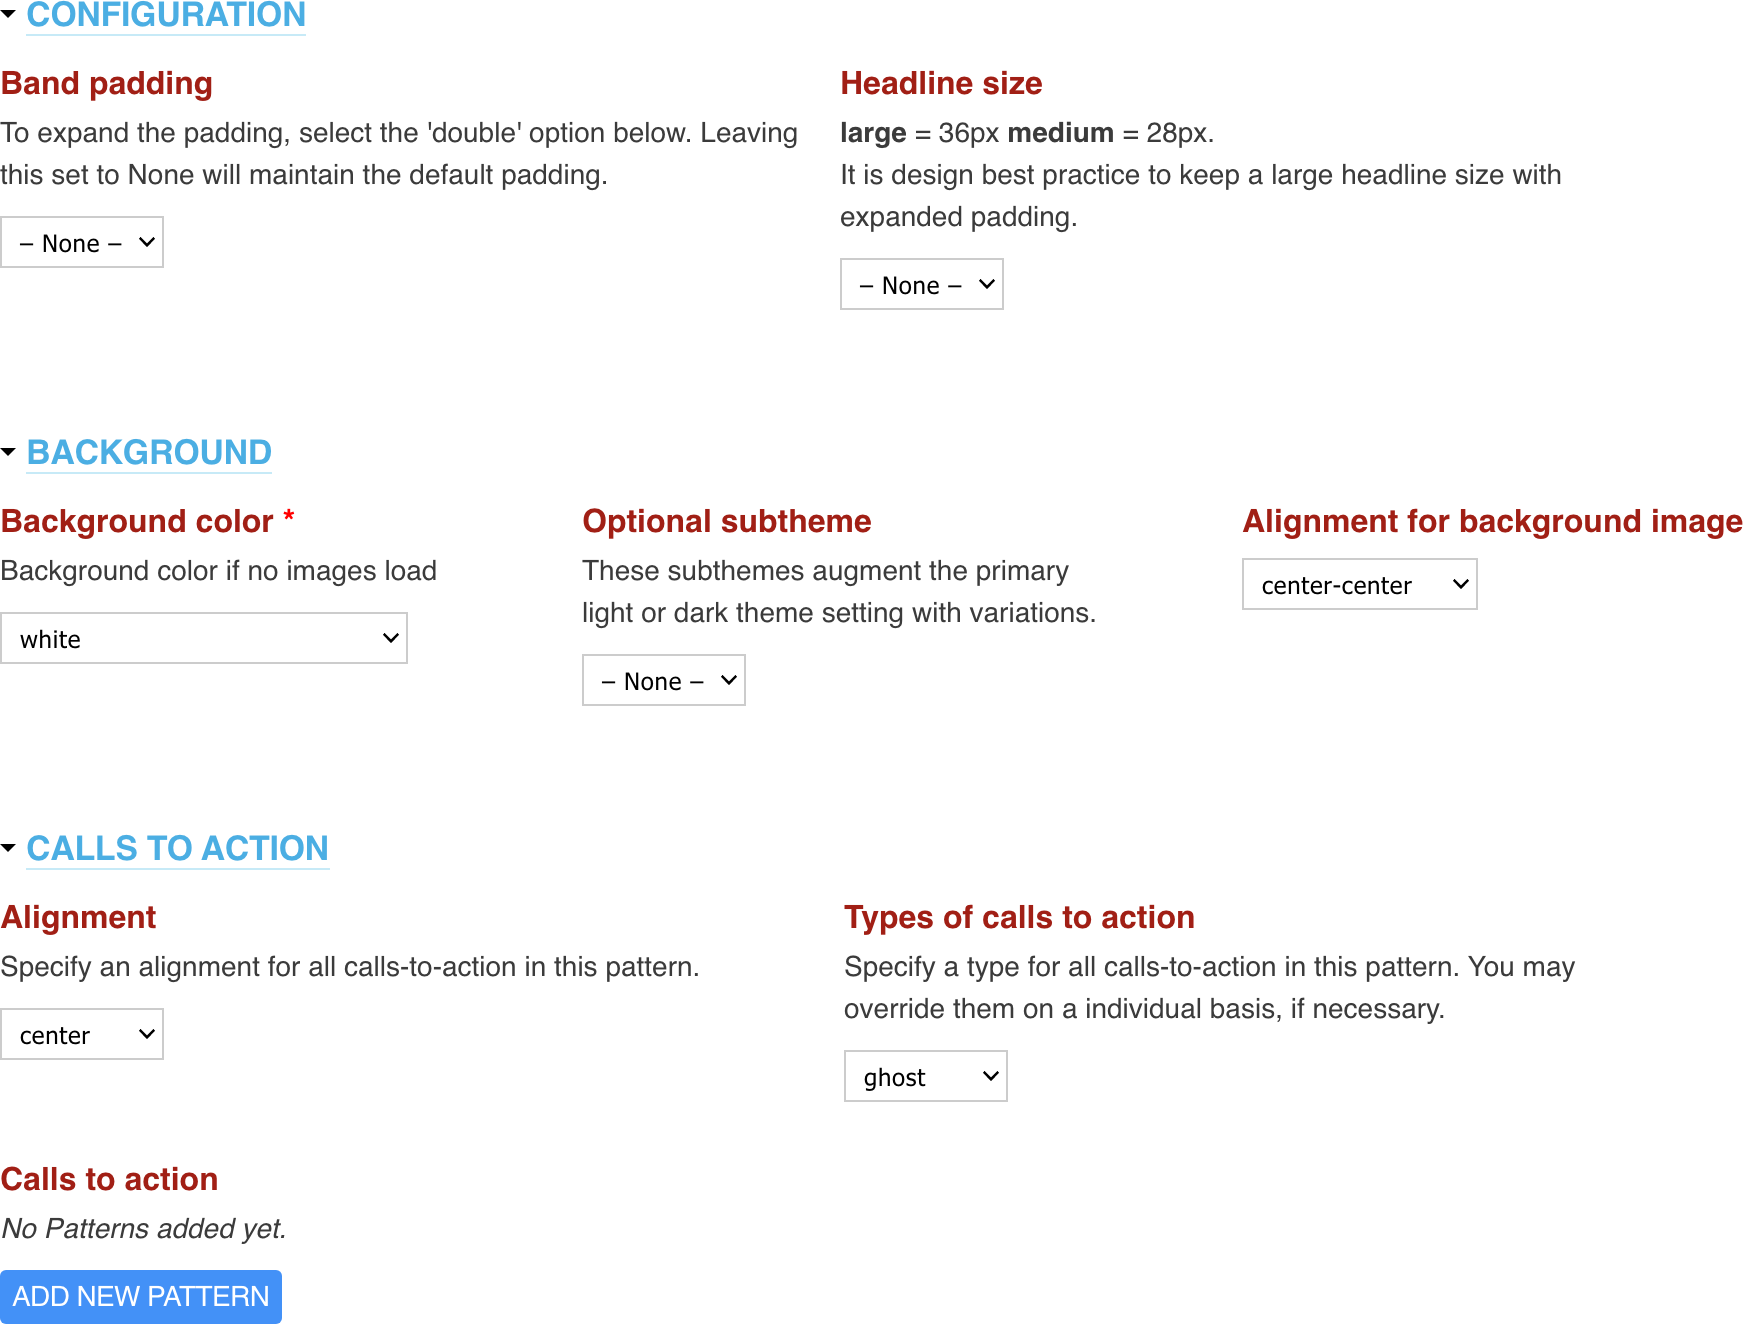 CONFIGURATION
Band padding
To expand the padding, select the 'double' option below. Leaving
this set to None will maintain the default padding.
– None –
Headline size
large = 36px medium = 28px.
It is design best practice to keep a large headline size with
expanded padding.
– None –
BACKGROUND
Background color *
Background color if no images load
white
Optional subtheme
These subthemes augment the primary
light or dark theme setting with variations.
– None –
Alignment for background image
center-center
CALLS TO ACTION
Alignment
Specify an alignment for all calls-to-action in this pattern.
center
Types of calls to action
Specify a type for all calls-to-action in this pattern. You may
override them on a individual basis, if necessary.
ghost
Calls to action
No Patterns added yet.
ADD NEW PATTERN